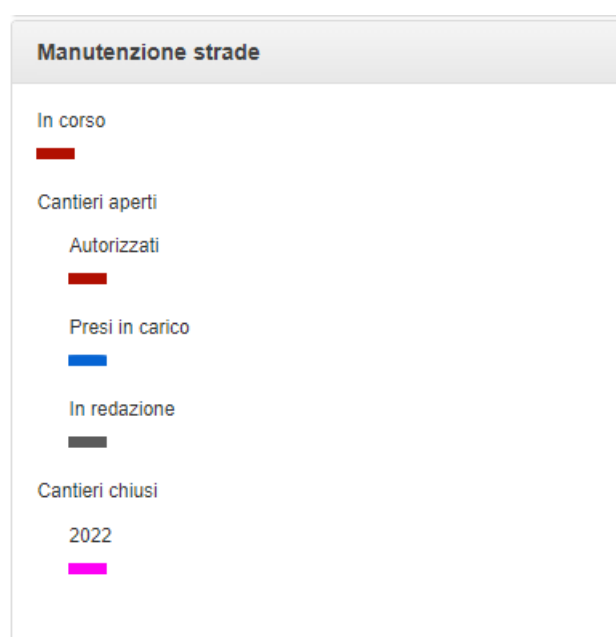 Manutenzione strade
In corso
Cantieri aperti
Autorizzati
Presi in carico
In redazione
Cantieri chiusi
2022